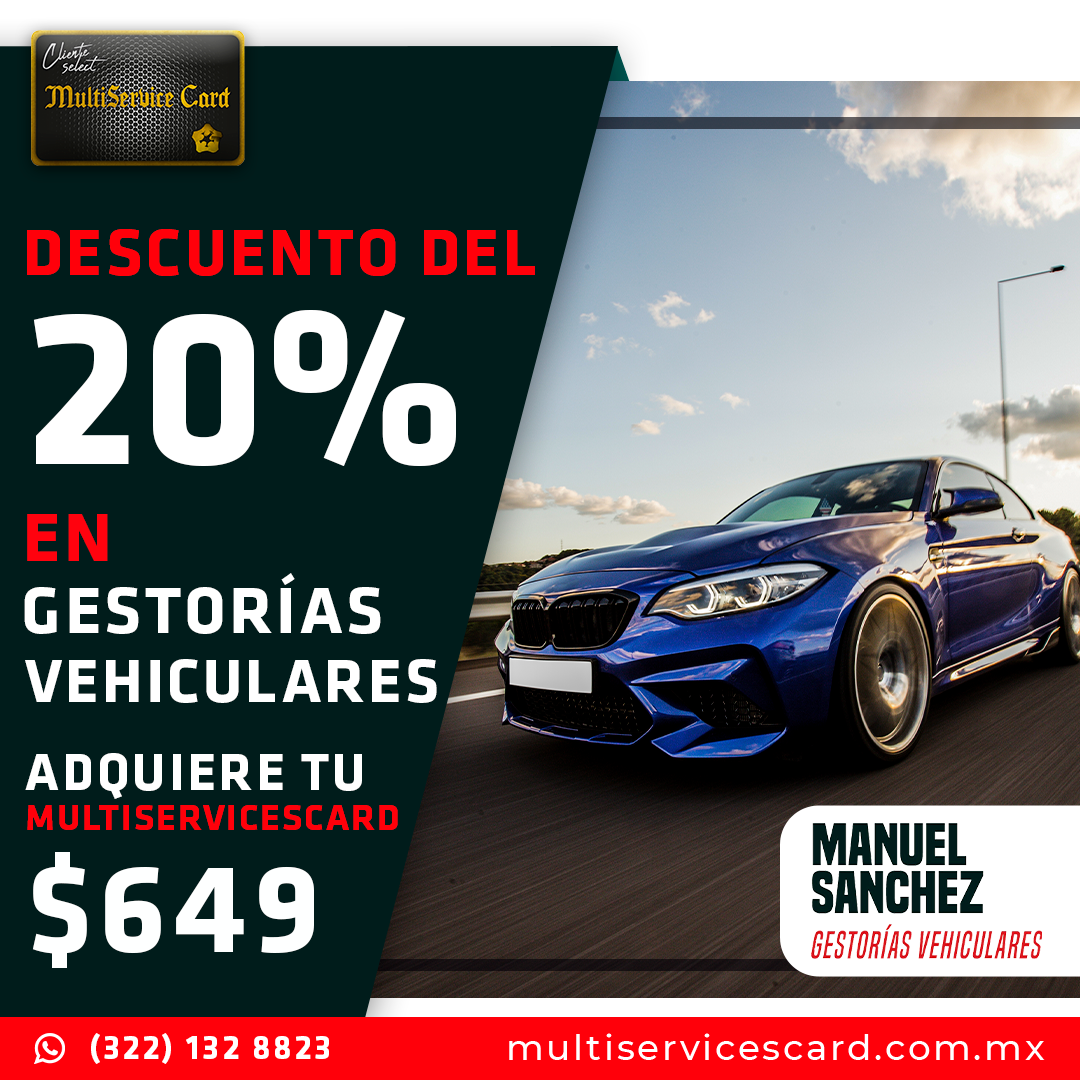 Cliente
select
MultiService Card
DESCUENTO DEL
20%
EN
GESTORÍAS
VEHICULARES
ADQUIERE TU
MULTISERVICESCARD
$649
MANUEL
SANCHEZ
GESTORÍAS VEHICULARES
(322) 132 8823
multiservicescard.com.mx